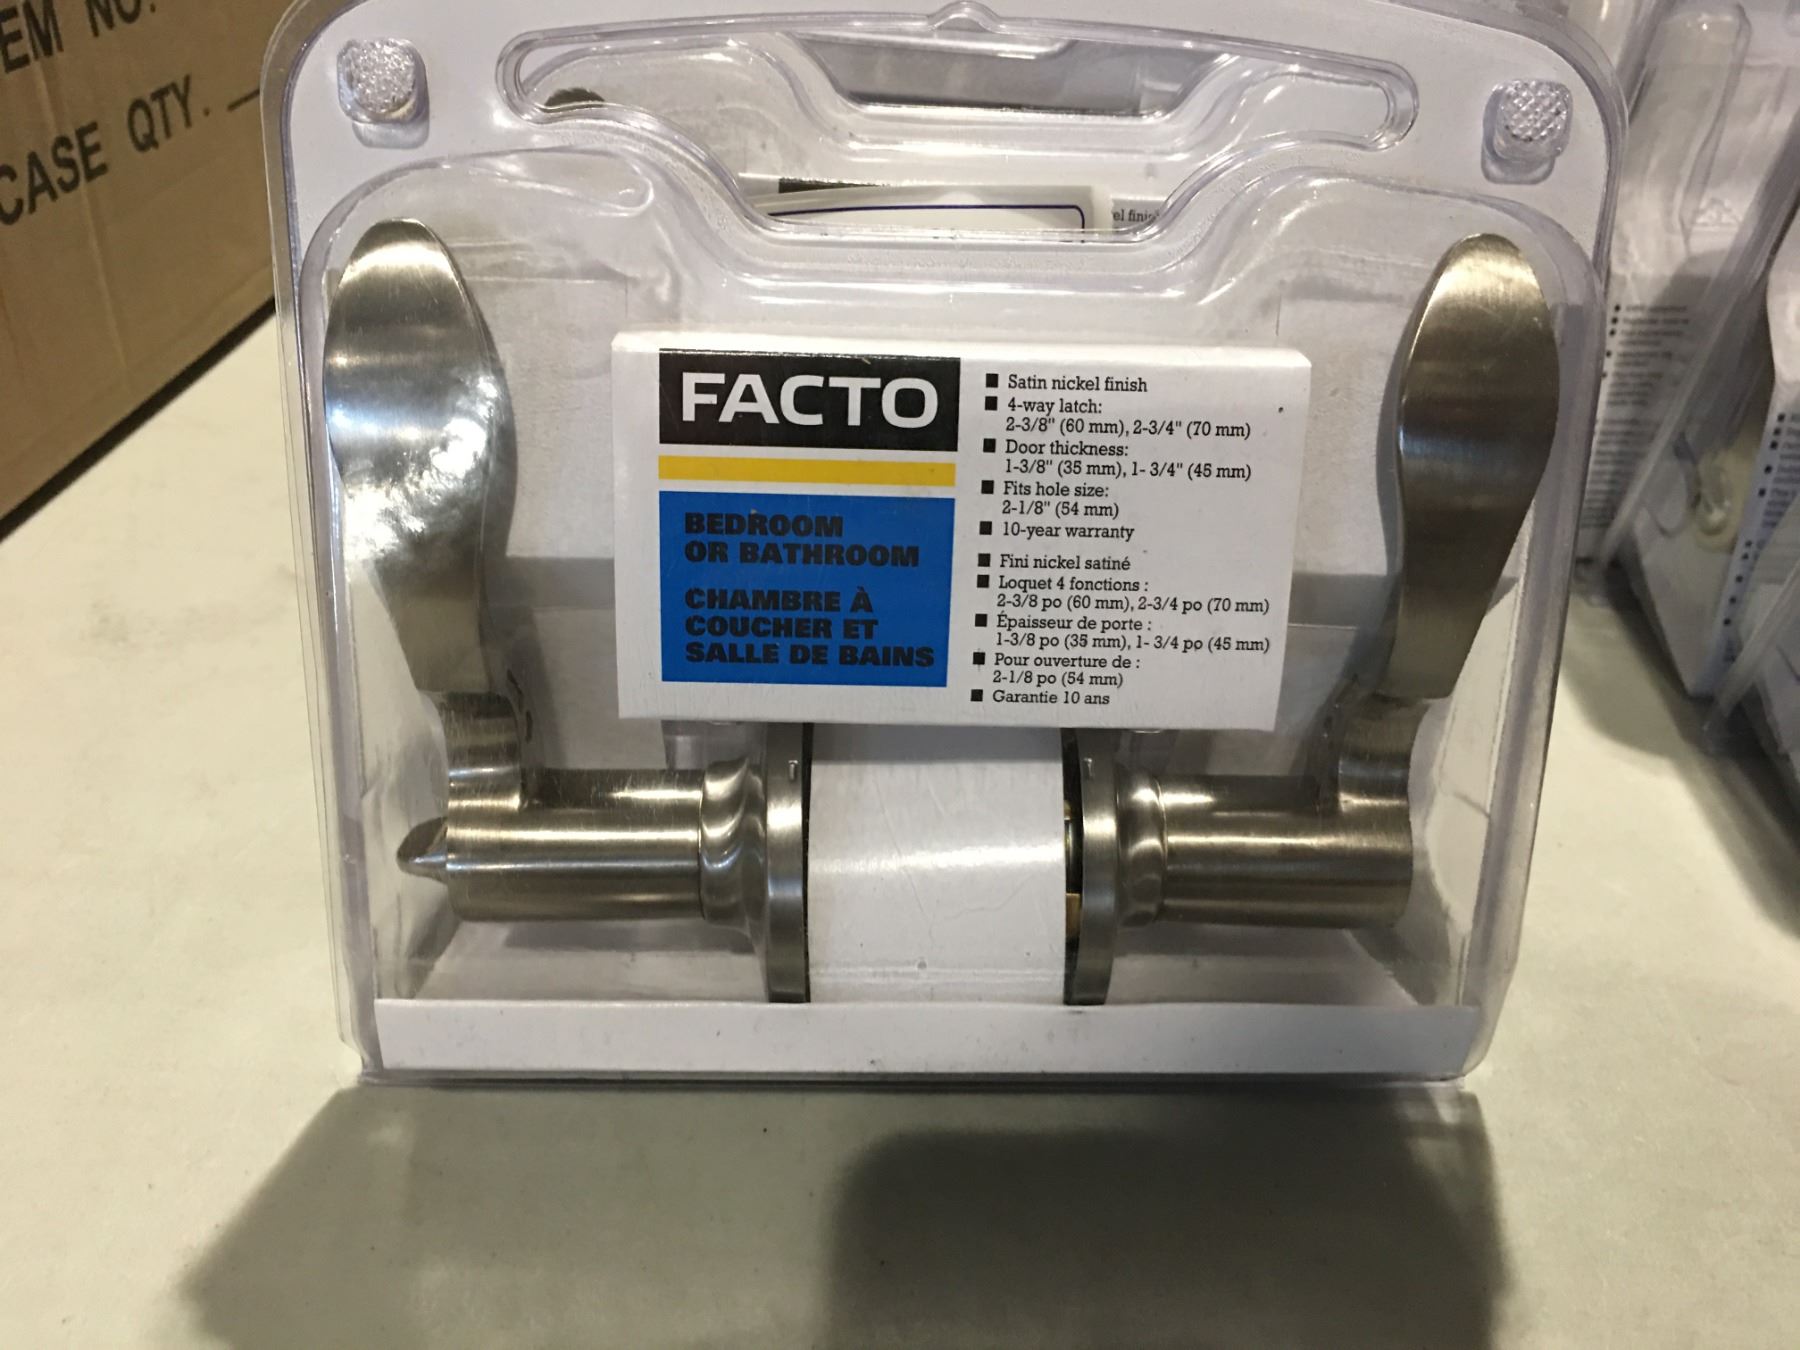 EM NO.
CASE QTY.
el finis
FACTO
BEDROOM
OR BATHROOM
CHAMBRE À
COUCHER ET
SALLE DE BAINS
■ Satin nickel finish
■ 4-way latch:
2-3/8" (60 mm), 2-3/4" (70 mm)
■ Door thickness:
1-3/8" (35 mm), 1- 3/4" (45 mm)
■ Fits hole size:
2-1/8" (54 mm)
■ 10-year warranty
■ Fini nickel satiné
■ Loquet 4 fonctions :
2-3/8 po (60 mm), 2-3/4 po (70 mm)
■ Épaisseur de porte :
1-3/8 po (35 mm), 1- 3/4 po (45 mm)
■ Pour ouverture de :
2-1/8 po (54 mm)
■ Garantie 10 ans